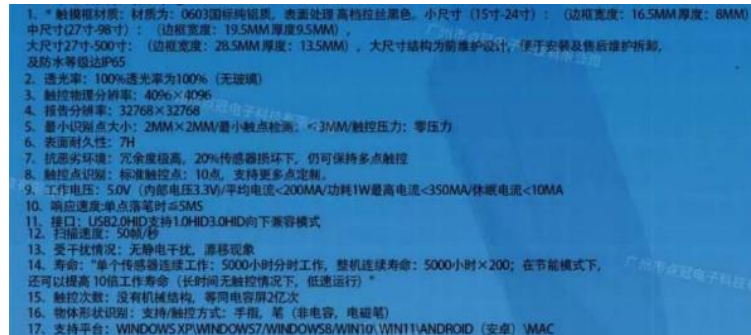 1、* 触摸框材质：材质为：0603国标纯铝质，表面处理 高档拉丝黑色。小尺寸（15寸-24寸）：（边框宽度：16.5MM 厚度：8MM）
中尺寸(27寸-98寸）：（边框宽度：19.5MM 厚度9.5MM），
大尺寸27寸-500寸：（边框宽度：28.5MM 厚度：13.5MM），大尺寸结构为前维护设计，便于安装及售后维护拆卸，
及防水等级达IP65
2、透光率：100%透光率为100%（无玻璃）
3、触控物理分辨率：4096×4096
4、报告分辨率：32768×32768
5、最小识别点大小：2MM×2MM/最小触点检测：<3MM/触控压力：零压力
6、表面耐久性：7H
7、抗恶劣环境：冗余度极高，20%传感器损坏下，仍可保持多点触控
8、触控点识别：标准触控点：10点，支持更多点定制。
9、工作电压：5.0V（内部电压3.3V)/平均电流<200MA/功耗1W最高电流<350MA/休眠电流<10MA
10、响应速度:单点落笔时≦5MS
11、接口：USB2.0HID支持1.0HID3.0HID向下兼容模式
12、扫描速度：50帧/秒
13、受干扰情况：无静电干扰，漂移现象
14、寿命："单个传感器连续工作：5000小时分时工作，整机连续寿命：5000小时×200；在节能模式下，
还可以提高 10倍工作寿命（长时间无触控情况下，低速运行）"
15、触控次数：没有机械结构，等同电容屏2亿次
16、物体形状识别：支持/触控方式：手指，笔（非电容，电磁笔）
17、支持平台：WINDOWS XP\WINDOWS7/WINDOWS8/WIN10\WIN11\ANDROID（安卓）\MAC
广州市点冠电子科技有限公司